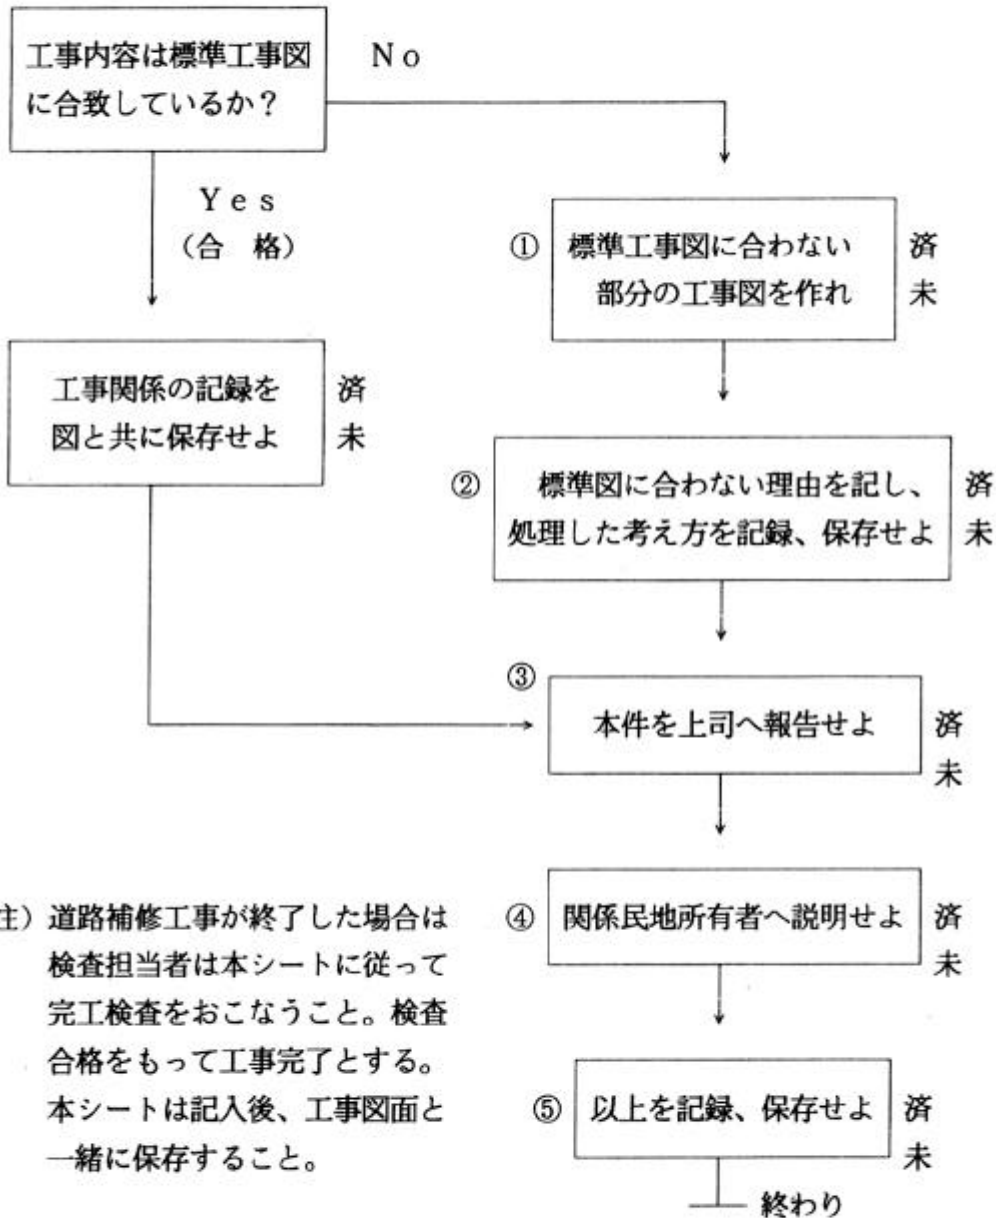 工事内容は標準工事図
に合致しているか？
No
Yes
（合　格）
① 標準工事図に合わない
部分の工事図を作れ
済
未
工事関係の記録を
図と共に保存せよ
済
未
② 標準図に合わない理由を記し、
処理した考え方を記録、保存せよ
済
未
③
本件を上司へ報告せよ
済
未
④ 関係民地所有者へ説明せよ
済
未
注）道路補修工事が終了した場合は
検査担当者は本シートに従って
完工検査をおこなうこと。検査
合格をもって工事完了とする。
本シートは記入後、工事図面と
一緒に保存すること。
⑤ 以上を記録、保存せよ
済
未
終わり